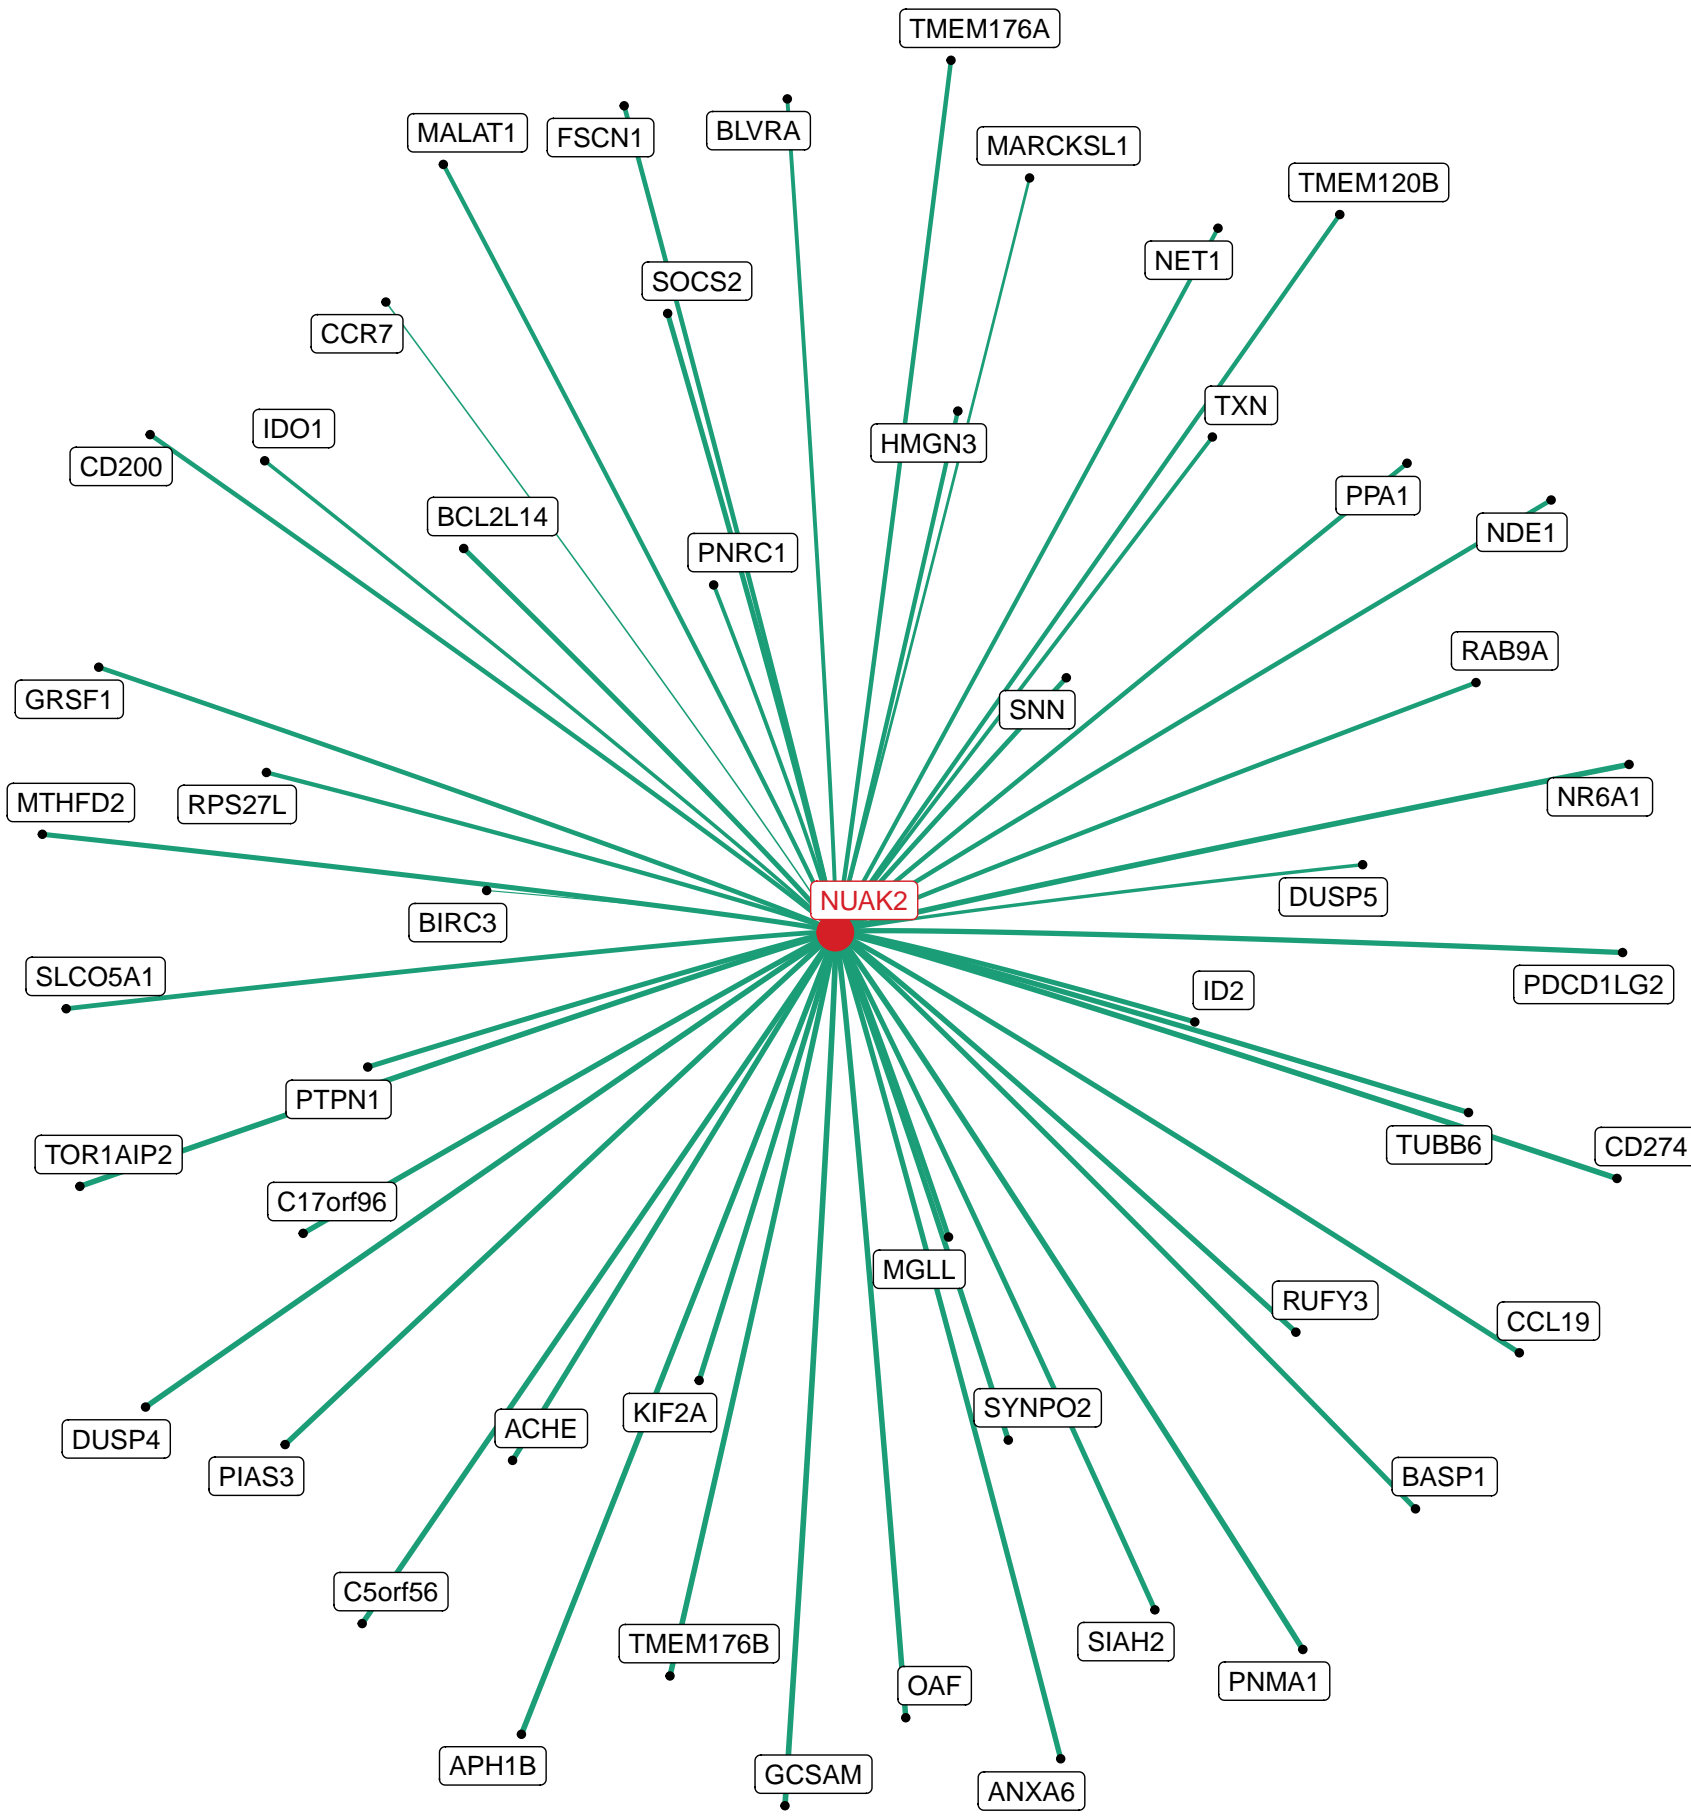 TMEM176A
MALAT1
FSCN1
BLVRA
MARCKSL1
TMEM120B
NET1
SOCS2
CCR7
TXN
IDO1
HMGN3
CD200
PPA1
BCL2L14
NDE1
PNRC1
RAB9A
GRSF1
SNN
NR6A1
MTHFD2
RPS27L
DUSP5
NUAK2
BIRC3
SLCO5A1
PDCD1LG2
ID2
PTPN1
TUBB6
CD274
TOR1AIP2
C17orf96
MGLL
RUFY3
CCL19
SYNPO2
KIF2A
ACHE
DUSP4
PIAS3
BASP1
C5orf56
TMEM176B
SIAH2
PNMA1
OAF
APH1B
GCSAM
ANXA6